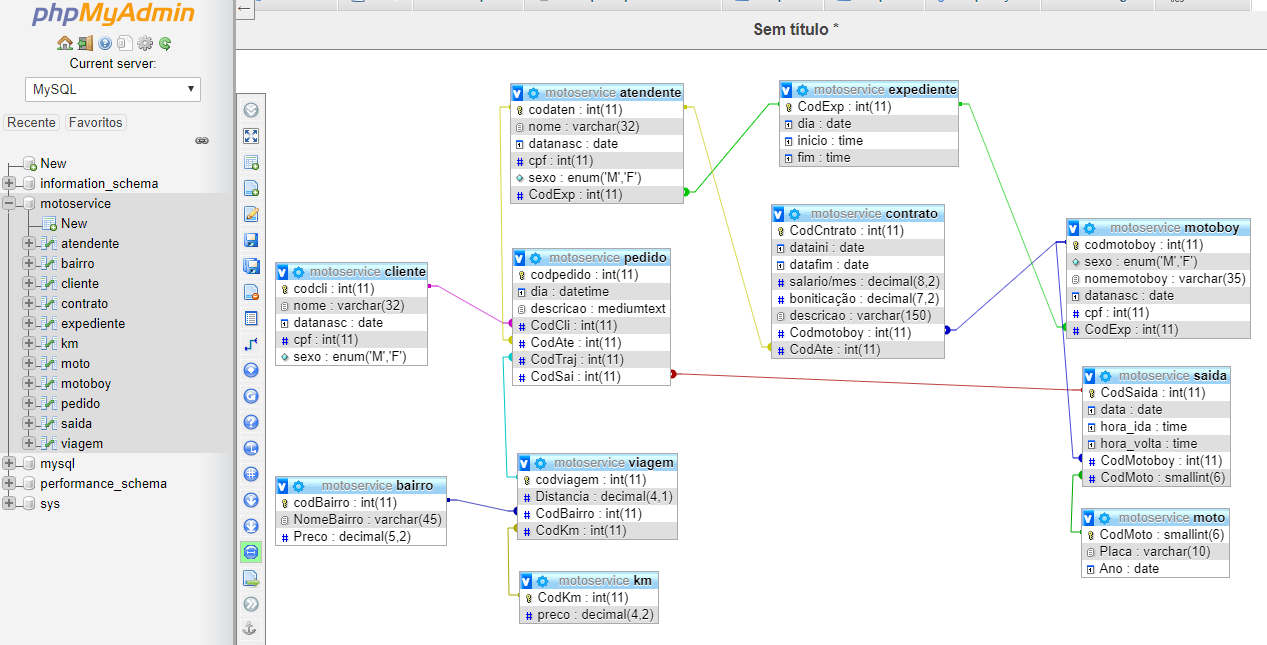 phpMyAdmin
Current server:
MySQL
Recente Favoritos
New
information_schema
motoservice
New
atendente
bairro
cliente
contrato
expediente
km
moto
motoboy
pedido
saida
viagem
mysql
performance_schema
sys
Sem título *
motoservice atendente
codaten : int(11)
nome : varchar(32)
datanasc : date
cpf : int(11)
sexo : enum('M','F')
CodExp : int(11)
motoservice expediente
CodExp : int(11)
dia : date
inicio : time
fim : time
motoservice contrato
CodCntrato : int(11)
dataini : date
datafim : date
salario/mes : decimal(8,2)
boniticação : decimal(7,2)
descricao : varchar(150)
Codmotoboy : int(11)
CodAte : int(11)
motoservice motoboy
codmotoboy : int(11)
sexo : enum('M','F')
nomemotoboy : varchar(35)
datanasc : date
cpf : int(11)
CodExp : int(11)
motoservice cliente
codcli : int(11)
nome : varchar(32)
datanasc : date
cpf : int(11)
sexo : enum('M','F')
motoservice pedido
codpedido : int(11)
dia : datetime
descricao : mediumtext
CodCli : int(11)
CodAte : int(11)
CodTraj : int(11)
CodSai : int(11)
motoservice saida
CodSaida : int(11)
data : date
hora_ida : time
hora_volta : time
CodMotoboy : int(11)
CodMoto : smallint(6)
motoservice bairro
codBairro : int(11)
NomeBairro : varchar(45)
Preco : decimal(5,2)
motoservice viagem
codviagem : int(11)
Distancia : decimal(4,1)
CodBairro : int(11)
CodKm : int(11)
motoservice moto
CodMoto : smallint(6)
Placa : varchar(10)
Ano : date
motoservice km
CodKm : int(11)
preco : decimal(4,2)